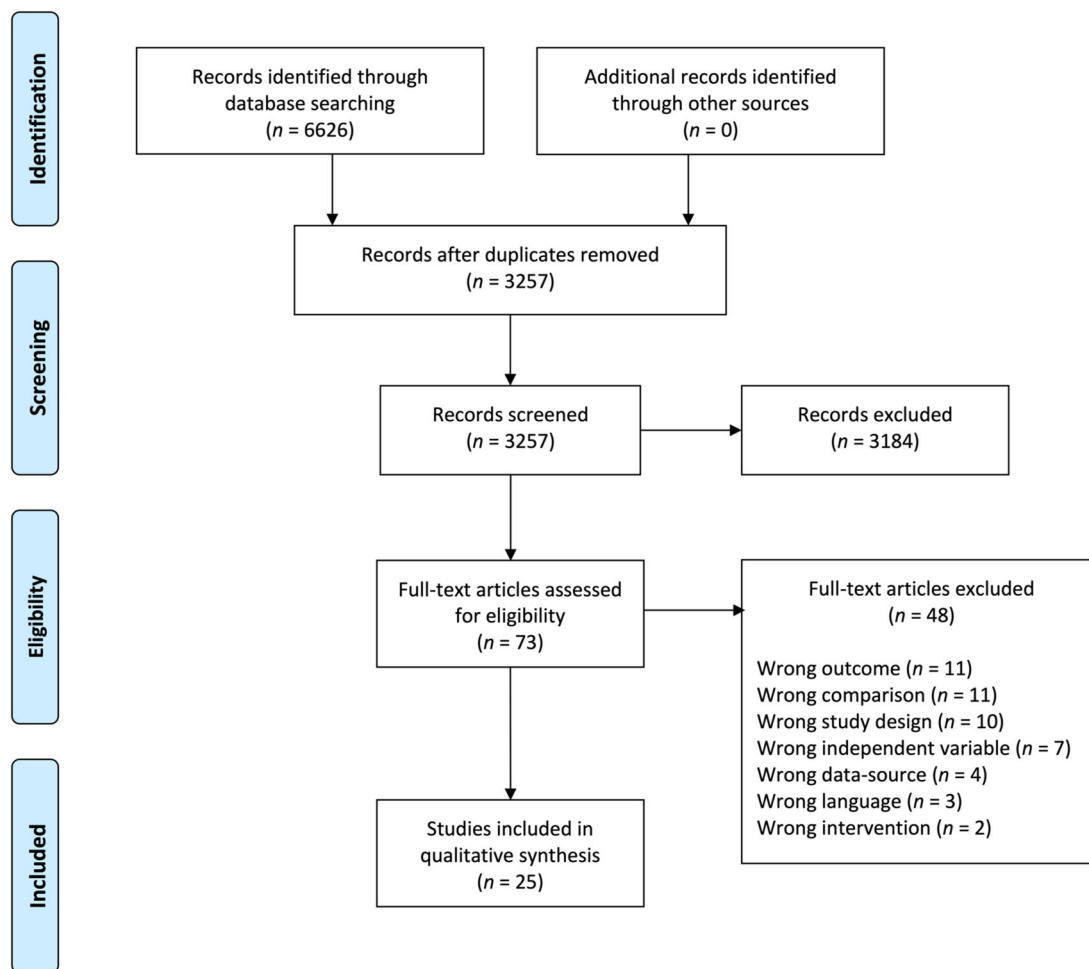 Identification
Records identified through
database searching
(n = 6626)
Additional records identified
through other sources
(n = 0)
Records after duplicates removed
(n = 3257)
Screening
Records screened
(n = 3257)
Records excluded
(n = 3184)
Eligibility
Full-text articles assessed
for eligibility
(n = 73)
Full-text articles excluded
(n = 48)
Wrong outcome (n = 11)
Wrong comparison (n = 11)
Wrong study design (n = 10)
Wrong independent variable (n = 7)
Wrong data-source (n = 4)
Wrong language (n = 3)
Wrong intervention (n = 2)
Included
Studies included in
qualitative synthesis
(n = 25)